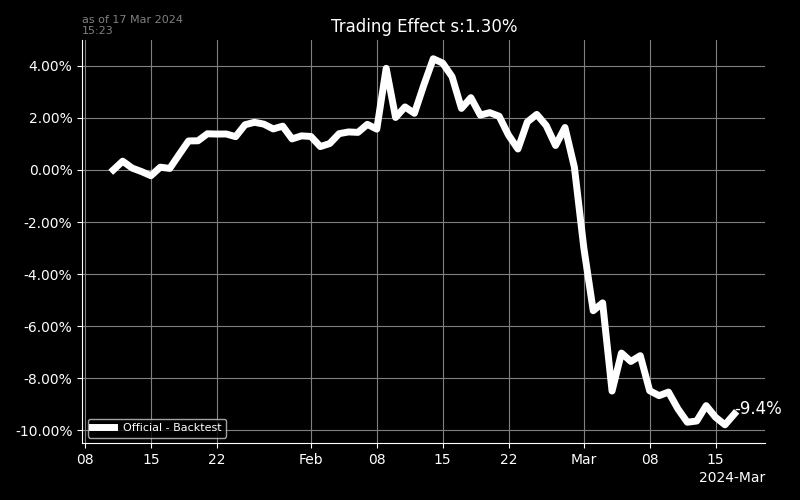 as of 17 Mar 2024
15:23
Trading Effect s:1.30%
4.00%
2.00%
0.00%
-2.00%
-4.00%
-6.00%
-8.00%
-10.00%
-9.4%
Official - Backtest
08 15 22 Feb 08 15 22 Mar 08 15
2024-Mar